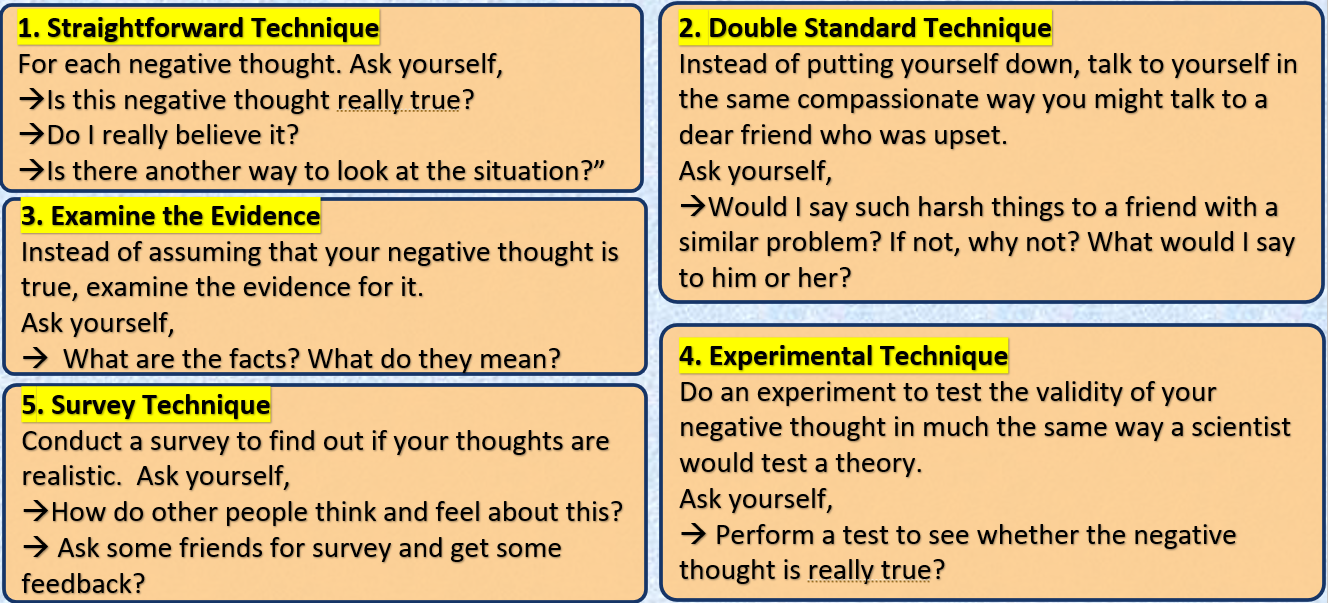 1. Straightforward Technique
For each negative thought. Ask yourself,
→Is this negative thought really true?
→Do I really believe it?
→Is there another way to look at the situation?”
2. Double Standard Technique
Instead of putting yourself down, talk to yourself in
the same compassionate way you might talk to a
dear friend who was upset.
Ask yourself,
→Would I say such harsh things to a friend with a
similar problem? If not, why not? What would I say
to him or her?
3. Examine the Evidence
Instead of assuming that your negative thought is
true, examine the evidence for it.
Ask yourself,
→ What are the facts? What do they mean?
4. Experimental Technique
Do an experiment to test the validity of your
negative thought in much the same way a scientist
would test a theory.
Ask yourself,
→ Perform a test to see whether the negative
thought is really true?
5. Survey Technique
Conduct a survey to find out if your thoughts are
realistic. Ask yourself,
→How do other people think and feel about this?
→ Ask some friends for survey and get some
feedback?